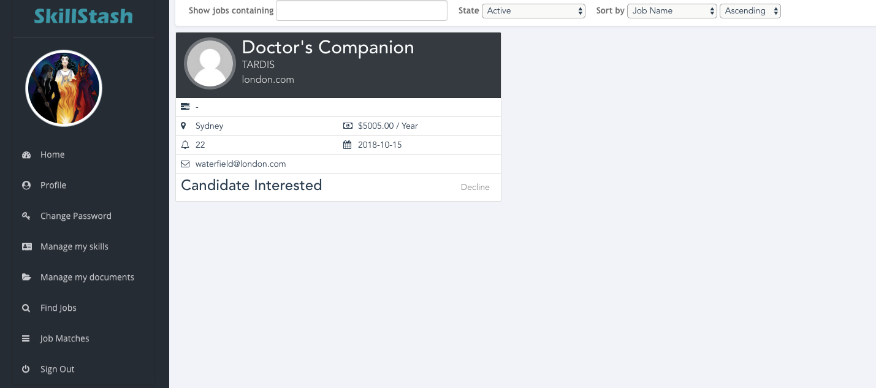 SkillStash
Home
Profile
Change Password
Manage my skills
Manage my documents
Find Jobs
Job Matches
Sign Out
Show jobs containing State Active Sort by Job Name Ascending
Doctor's Companion
TARDIS
london.com
-
Sydney $5005.00 / Year
22 2018-10-15
waterfield@london.com
Candidate Interested Decline